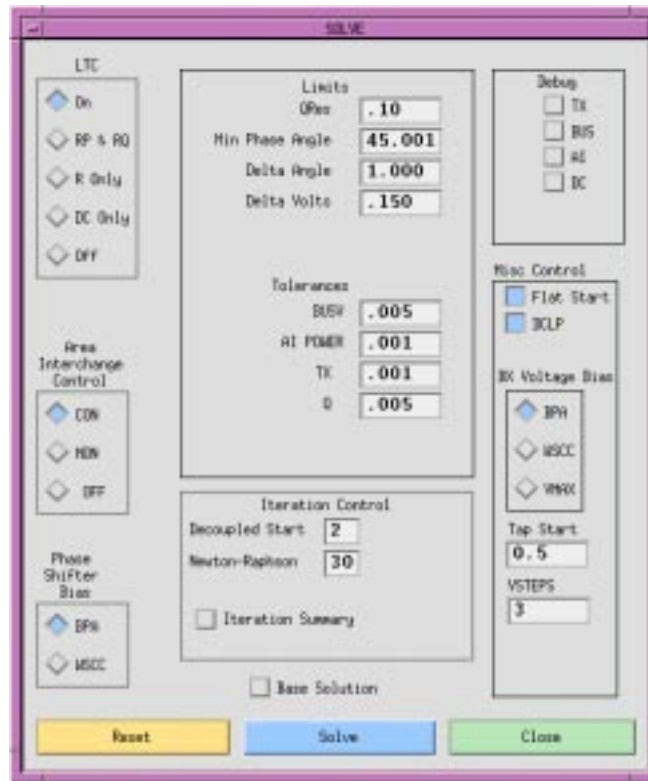 SOLVE
LTC
On
RP & RQ
R Only
DC Only
Off
Area
Interchange
Control
CON
MON
OFF
Phase
Shifter
Bias
BPA
WSCC
Limits
QRes .10
Min Phase Angle 45.001
Delta Angle 1.000
Delta Volts .150
Tolerances
BUSV .005
AI POWER .001
TX .001
Q .005
Iteration Control
Decoupled Start 2
Newton-Raphson 30
Iteration Summary
Base Solution
Debug
TX
BUS
AI
DC
Misc Control
Flat Start
DCLP
BX Voltage Bias
BPA
WSCC
VMAX
Tap Start
0.5
VSTEPS
3
Reset
Solve
Close